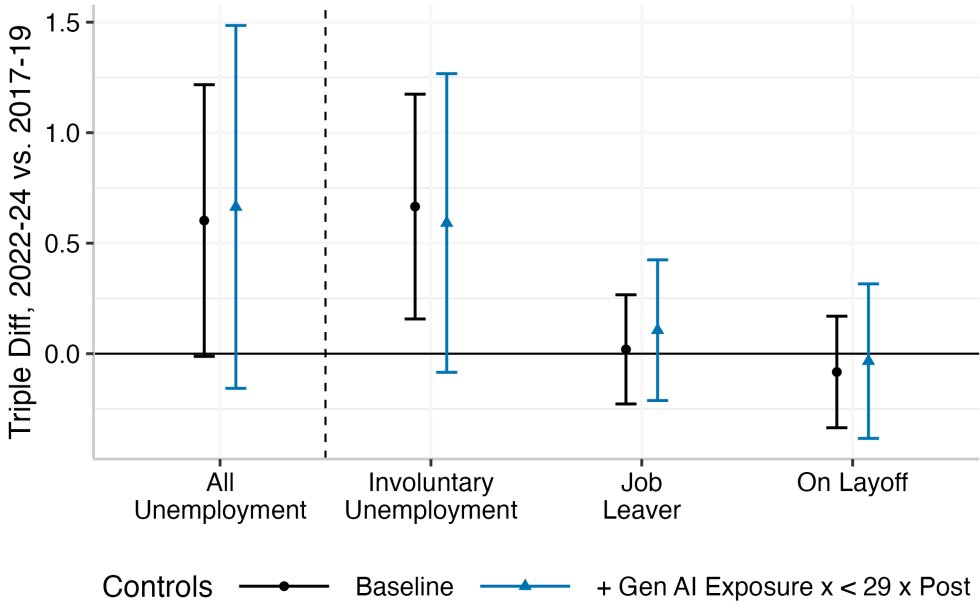 Triple Diff, 2022-24 vs. 2017-19
1.5
1.0
0.5
0.0
All
Unemployment
Involuntary
Unemployment
Job
Leaver
On Layoff
Controls
Baseline
+ Gen AI Exposure x < 29 x Post